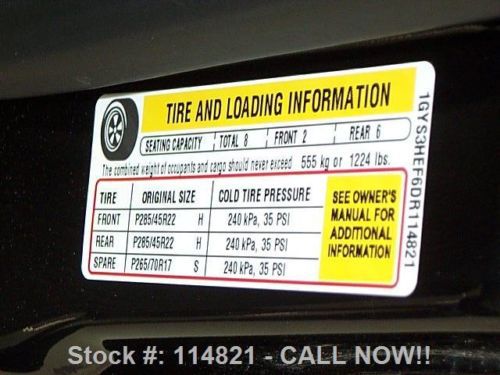 TIRE AND LOADING INFORMATION
SEATING CAPACITY TOTAL 8 FRONT 2 REAR 6
The combined weight of occupants and cargo should never exceed 555 kg or 1224 lbs.
TIRE ORIGINAL SIZE COLD TIRE PRESSURE
FRONT P285/45R22 H 240 kPa, 35 PSI
REAR P285/45R22 H 240 kPa, 35 PSI
SPARE P265/70R17 S 240 kPa, 35 PSI
SEE OWNER'S
MANUAL FOR
ADDITIONAL
INFORMATION
1GYS3HEF6DR114821
Stock #: 114821 - CALL NOW!!